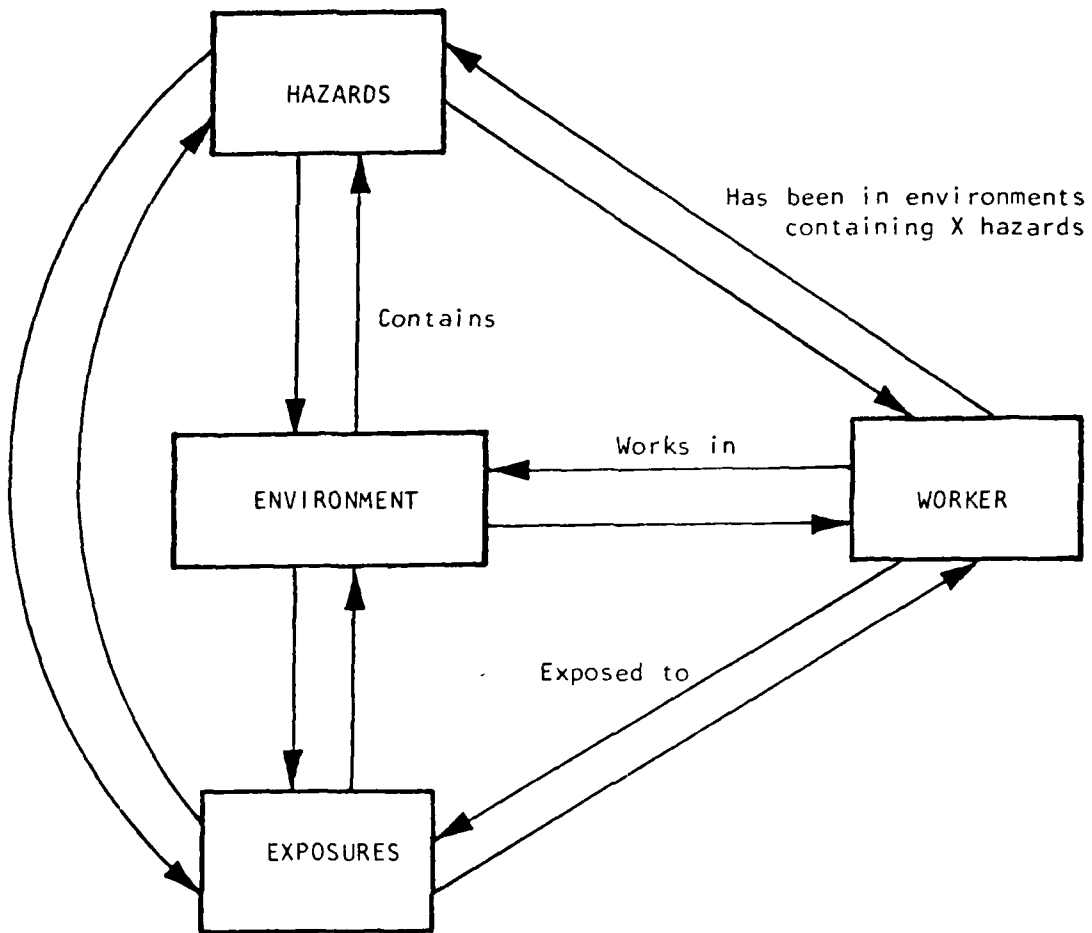 HAZARDS
Has been in environments
containing X hazards
Contains
Works in
ENVIRONMENT
WORKER
Exposed to
EXPOSURES